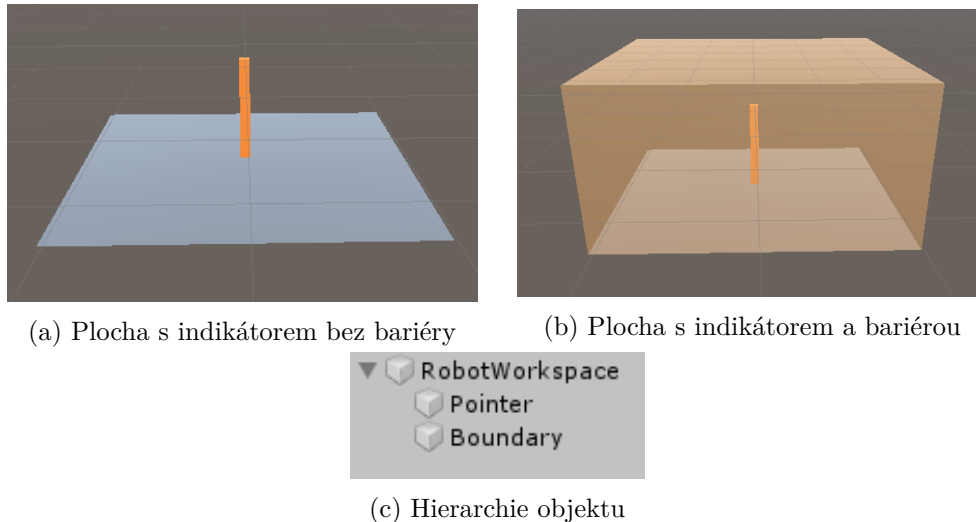 (a) Plocha s indikátorem bez bariéry
(b) Plocha s indikátorem a bariérou
RobotWorkspace
Pointer
Boundary
(c) Hierarchie objektu